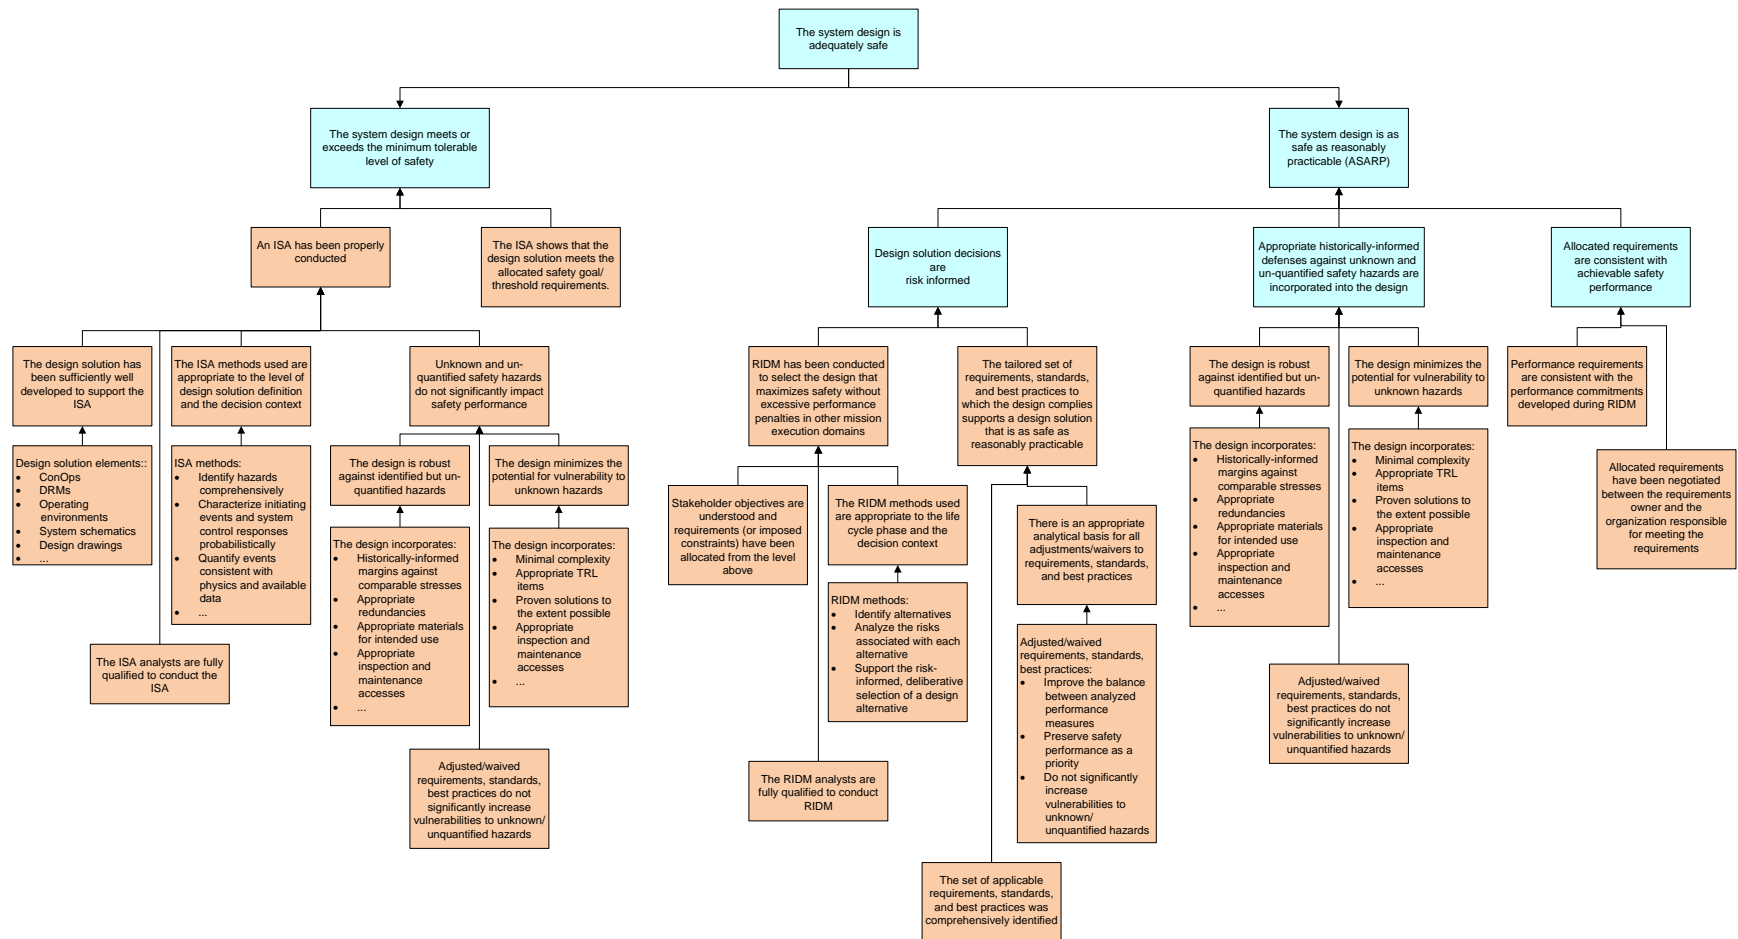 The system design is
adequately safe
The system design meets or
exceeds the minimum tolerable
level of safety
The system design is as
safe as reasonably
practicable (ASARP)
An ISA has been properly
conducted
The ISA shows that the
design solution meets the
allocated safety goal/
threshold requirements.
Design solution decisions
are
risk informed
Appropriate historically-informed
defenses against unknown and
un-quantified safety hazards are
incorporated into the design
Allocated requirements
are consistent with
achievable safety
performance
The design solution has
been sufficiently well
developed to support the
ISA
The ISA methods used are
appropriate to the level of
design solution definition
and the decision context
Unknown and un-
quantified safety hazards
do not significantly impact
safety performance
RIDM has been conducted
to select the design that
maximizes safety without
excessive performance
penalties in other mission
execution domains
The tailored set of
requirements, standards,
and best practices to
which the design complies
supports a design solution
that is as safe as
reasonably practicable
The design is robust
against identified but un-
quantified hazards
The design minimizes the
potential for vulnerability to
unknown hazards
Performance requirements
are consistent with the
performance commitments
developed during RIDM
Design solution elements::
• ConOps
• DRMs
• Operating
environments
• System schematics
• Design drawings
• ...
ISA methods:
• Identify hazards
comprehensively
• Characterize initiating
events and system
control responses
probabilistically
• Quantify events
consistent with
physics and available
data
• ...
The design is robust
against identified but un-
quantified hazards
The design minimizes the
potential for vulnerability to
unknown hazards
Stakeholder objectives are
understood and
requirements (or imposed
constraints) have been
allocated from the level
above
The RIDM methods used
are appropriate to the life
cycle phase and the
decision context
There is an appropriate
analytical basis for all
adjustments/waivers to
requirements, standards,
and best practices
The design incorporates:
• Historically-informed
margins against
comparable stresses
• Appropriate
redundancies
• Appropriate materials
for intended use
• Appropriate
inspection and
maintenance
accesses
• ...
The design incorporates:
• Minimal complexity
• Appropriate TRL
items
• Proven solutions to
the extent possible
• Appropriate
inspection and
maintenance
accesses
• ...
Allocated requirements
have been negotiated
between the requirements
owner and the
organization responsible
for meeting the
requirements
The design incorporates:
• Historically-informed
margins against
comparable stresses
• Appropriate
redundancies
• Appropriate materials
for intended use
• Appropriate
inspection and
maintenance
accesses
• ...
The design incorporates:
• Minimal complexity
• Appropriate TRL
items
• Proven solutions to
the extent possible
• Appropriate
inspection and
maintenance
accesses
• ...
RIDM methods:
• Identify alternatives
• Analyze the risks
associated with each
alternative
• Support the risk-
informed, deliberative
selection of a design
alternative
Adjusted/waived
requirements, standards,
best practices:
• Improve the balance
between analyzed
performance
measures
• Preserve safety
performance as a
priority
• Do not significantly
increase
vulnerabilities to
unknown/
unquantified hazards
The ISA analysts are fully
qualified to conduct the
ISA
Adjusted/waived
requirements, standards,
best practices do not
significantly increase
vulnerabilities to unknown/
unquantified hazards
Adjusted/waived
requirements, standards,
best practices do not
significantly increase
vulnerabilities to unknown/
unquantified hazards
The RIDM analysts are
fully qualified to conduct
RIDM
The set of applicable
requirements, standards,
and best practices was
comprehensively identified